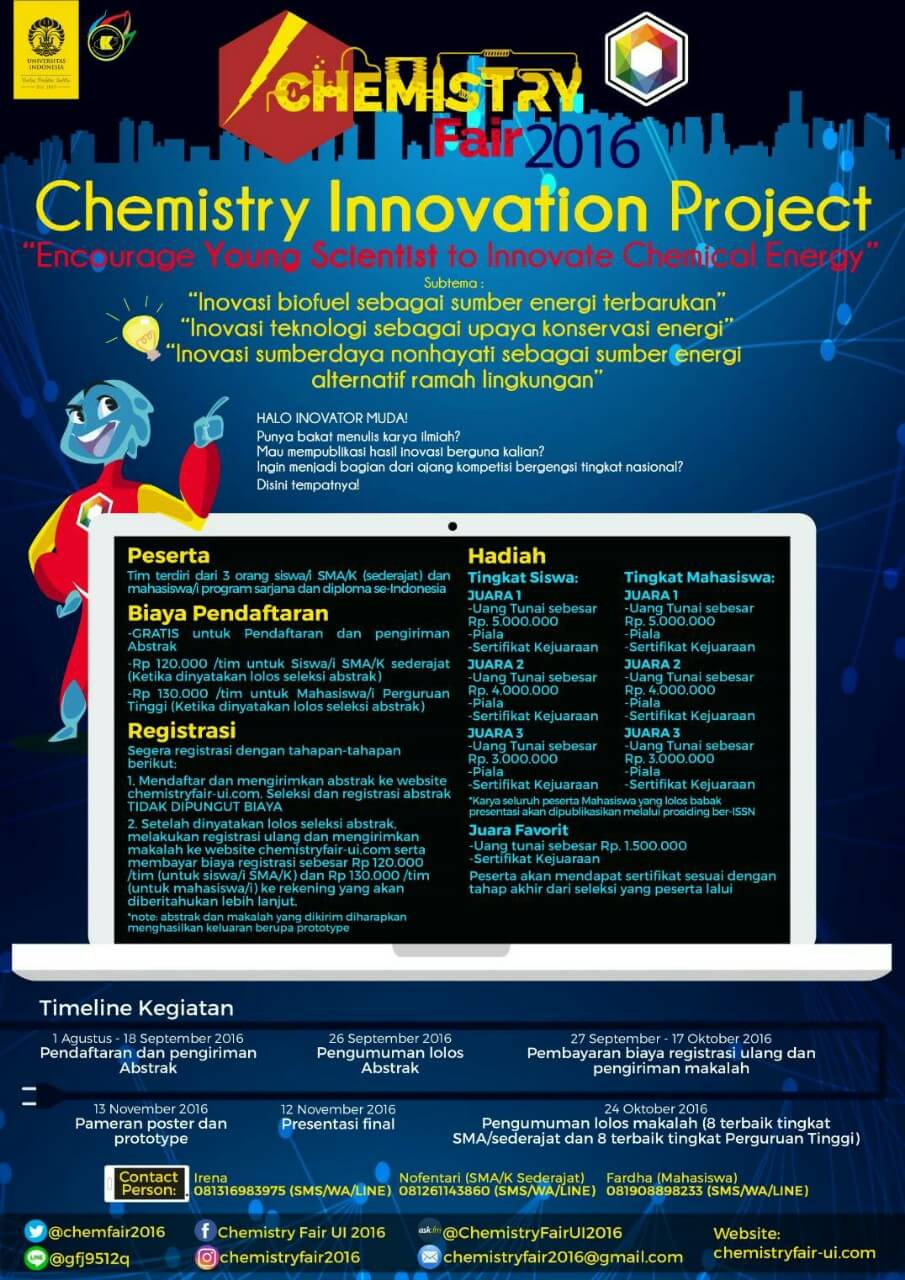 UNIVERSITAS
INDONESIA
CHEMISTRY
Fair 2016
Chemistry Innovation Project
“Encourage Young Scientist to Innovate Chemical Energy”
Subtema :
“Inovasi biofuel sebagai sumber energi terbarukan”
“Inovasi teknologi sebagai upaya konservasi energi”
“Inovasi sumberdaya nonhayati sebagai sumber energi
alternatif ramah lingkungan”
HALO INOVATOR MUDA!
Punya bakat menulis karya ilmiah?
Mau mempublikasi hasil inovasi berguna kalian?
Ingin menjadi bagian dari ajang kompetisi bergengsi tingkat nasional?
Disini tempatnya!
Peserta
Tim terdiri dari 3 orang siswa/i SMA/K (sederajat) dan
mahasiswa/i program sarjana dan diploma se-Indonesia
Biaya Pendaftaran
-GRATIS untuk Pendaftaran dan pengiriman
Abstrak
-Rp 120.000 /tim untuk Siswa/i SMA/K sederajat
(Ketika dinyatakan lolos seleksi abstrak)
-Rp 130.000 /tim untuk Mahasiswa/i Perguruan
Tinggi (Ketika dinyatakan lolos seleksi abstrak)
Registrasi
Segera registrasi dengan tahapan-tahapan
berikut:
1. Mendaftar dan mengirimkan abstrak ke website
chemistryfair-ui.com. Seleksi dan registrasi abstrak
TIDAK DIPUNGUT BIAYA
2. Setelah dinyatakan lolos seleksi abstrak,
melakukan registrasi ulang dan mengirimkan
makalah ke website chemistryfair-ui.com serta
membayar biaya registrasi sebesar Rp 120.000
/tim (untuk siswa/i SMA/K) dan Rp 130.000 /tim
(untuk mahasiswa/i) ke rekening yang akan
diberitahukan lebih lanjut.
*note: abstrak dan makalah yang dikirim diharapkan
menghasilkan keluaran berupa prototype
Hadiah
Tingkat Siswa:
JUARA 1
-Uang Tunai sebesar
Rp. 5.000.000
-Piala
-Sertifikat Kejuaraan
JUARA 2
-Uang Tunai sebesar
Rp. 4.000.000
-Piala
-Sertifikat Kejuaraan
JUARA 3
-Uang Tunai sebesar
Rp. 3.000.000
-Piala
-Sertifikat Kejuaraan
Tingkat Mahasiswa:
JUARA 1
-Uang Tunai sebesar
Rp. 5.000.000
-Piala
-Sertifikat Kejuaraan
JUARA 2
-Uang Tunai sebesar
Rp. 4.000.000
-Piala
-Sertifikat Kejuaraan
JUARA 3
-Uang Tunai sebesar
Rp. 3.000.000
-Piala
-Sertifikat Kejuaraan
*Karya seluruh peserta Mahasiswa yang lolos babak
presentasi akan dipublikasikan melalui prosiding ber-ISSN
Juara Favorit
-Uang tunai sebesar Rp. 1.500.000
-Sertifikat Kejuaraan
Peserta akan mendapat sertifikat sesuai dengan
tahap akhir dari seleksi yang peserta lalui
Timeline Kegiatan
1 Agustus - 18 September 2016
Pendaftaran dan pengiriman
Abstrak
26 September 2016
Pengumuman lolos
Abstrak
27 September - 17 Oktober 2016
Pembayaran biaya registrasi ulang dan
pengiriman makalah
13 November 2016
Pameran poster dan
prototype
12 November 2016
Presentasi final
24 Oktober 2016
Pengumuman lolos makalah (8 terbaik tingkat
SMA/sederajat dan 8 terbaik tingkat Perguruan Tinggi)
Contact
Person:
Irena
081316983975 (SMS/WA/LINE)
Nofentari (SMA/K Sederajat)
081261143860 (SMS/WA/LINE)
Fardha (Mahasiswa)
081908898233 (SMS/WA/LINE)
@chemfair2016
Chemistry Fair UI 2016
ask.fm @ChemistryFairUI2016
LINE @gfj9512q
chemistryfair2016
chemistryfair2016@gmail.com
Website:
chemistryfair-ui.com